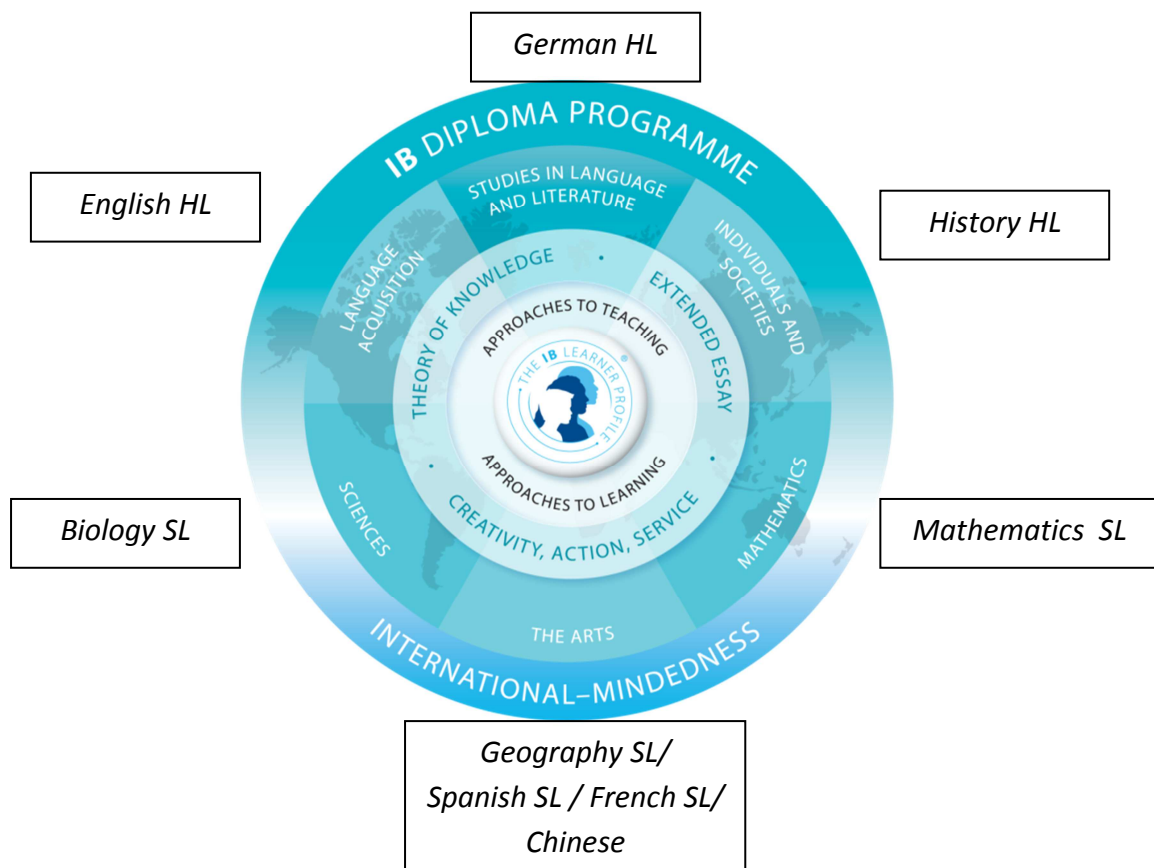 German HL
IB DIPLOMA PROGRAMME
STUDIES IN LANGUAGE
AND LITERATURE
English HL
History HL
LANGUAGE
ACQUISITION
INDIVIDUALS AND
SOCIETIES
THEORY OF KNOWLEDGE
EXTENDED ESSAY
APPROACHES TO TEACHING
THE IB LEARNER PROFILE
®
APPROACHES TO LEARNING
CREATIVITY, ACTION, SERVICE
Biology SL
SCIENCES
MATHEMATICS
Mathematics SL
THE ARTS
INTERNATIONAL–MINDEDNESS
Geography SL/
Spanish SL / French SL/
Chinese